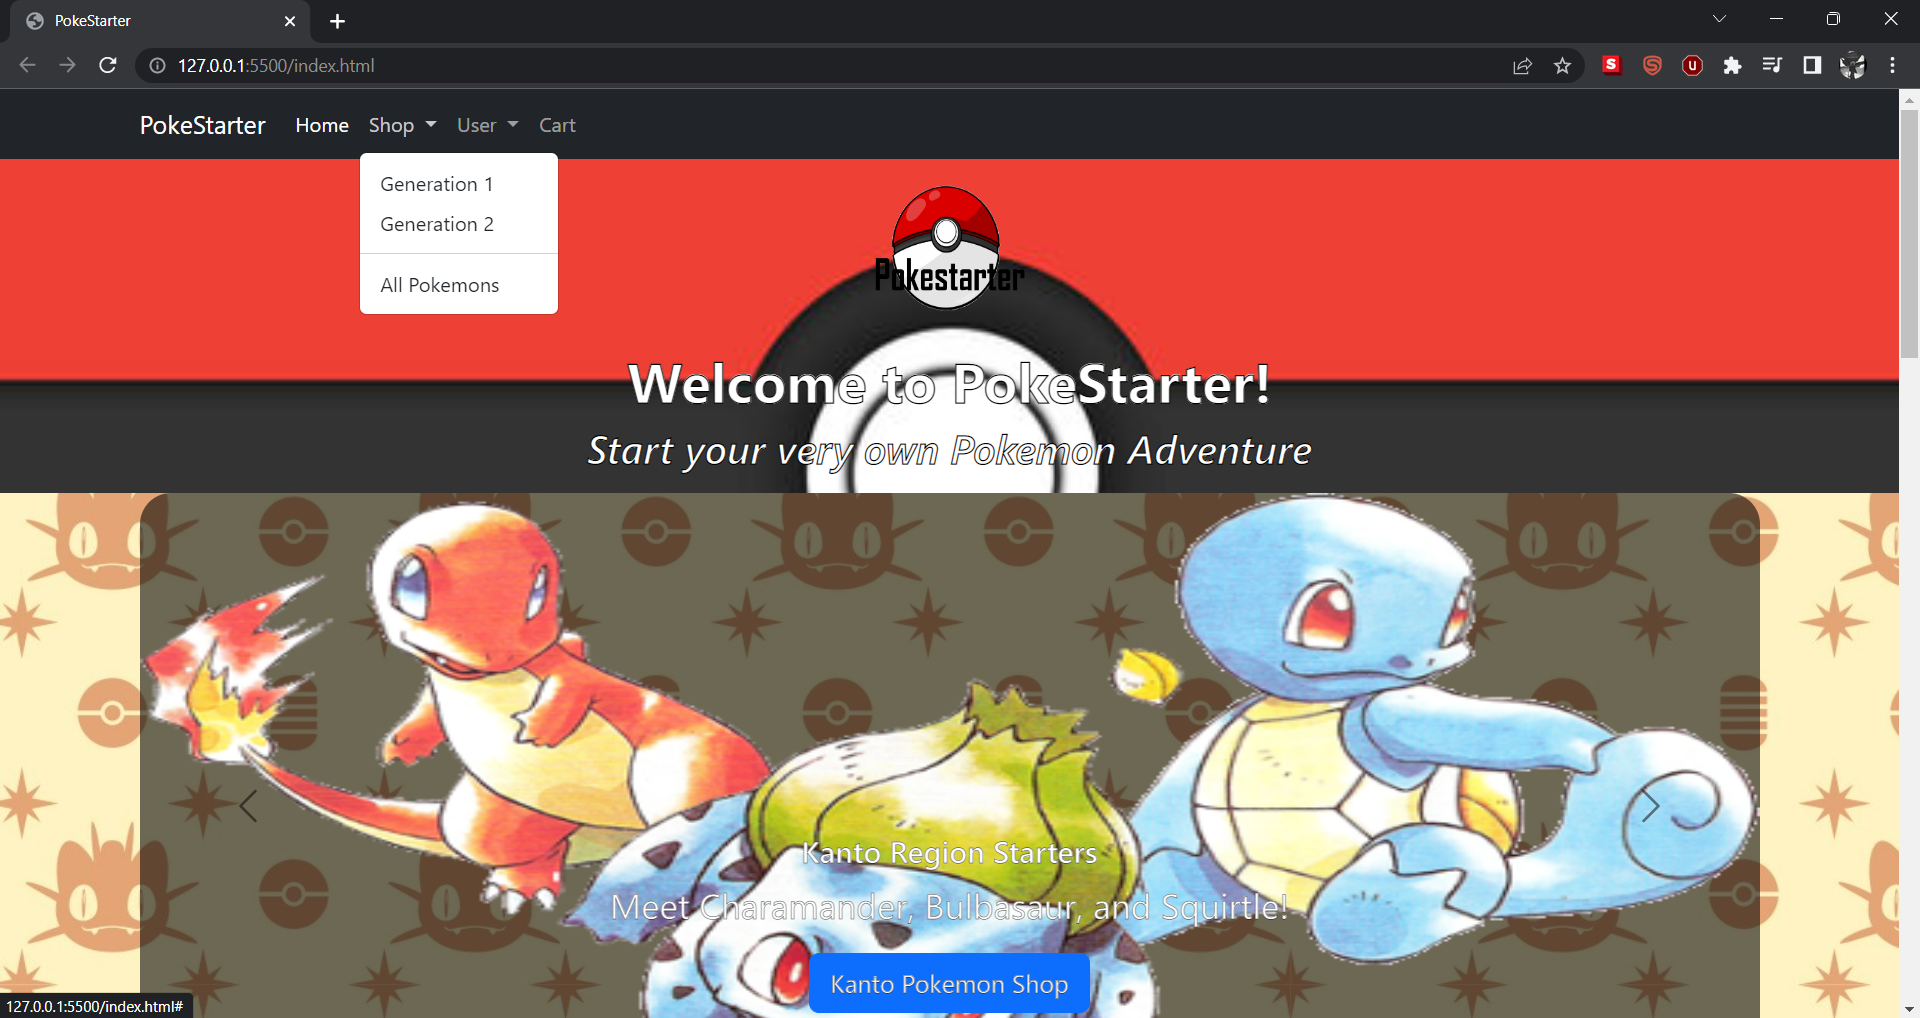 PokeStarter
127.0.0.1:5500/index.html
PokeStarter Home Shop User Cart
Generation 1
Generation 2
All Pokemons
Pokestarter
Welcome to PokeStarter!
Start your very own Pokemon Adventure
Kanto Region Starters
Meet Charamander, Bulbasaur, and Squirtle!
Kanto Pokemon Shop
127.0.0.1:5500/index.html#